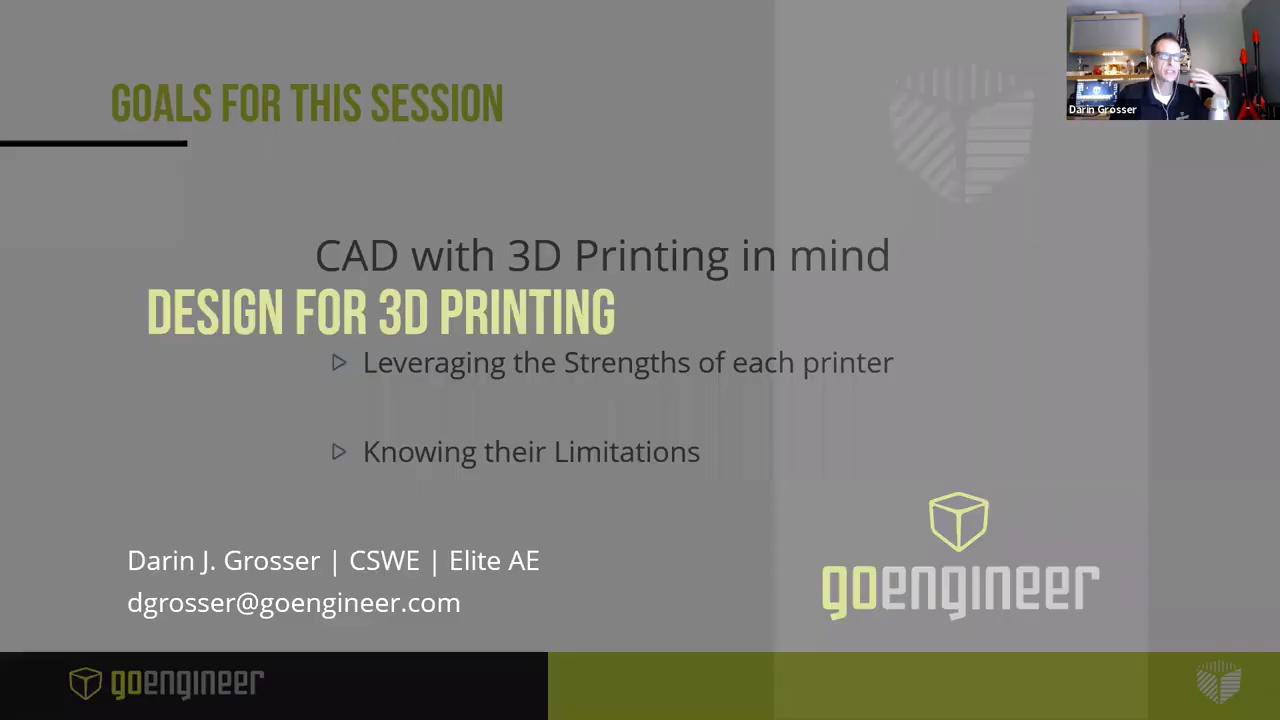 GOALS FOR THIS SESSION
Darin Grosser
CAD with 3D Printing in mind
DESIGN FOR 3D PRINTING
Leveraging the Strengths of each printer
Knowing their Limitations
Darin J. Grosser | CSWE | Elite AE
dgrosser@goengineer.com
goengineer
goengineer